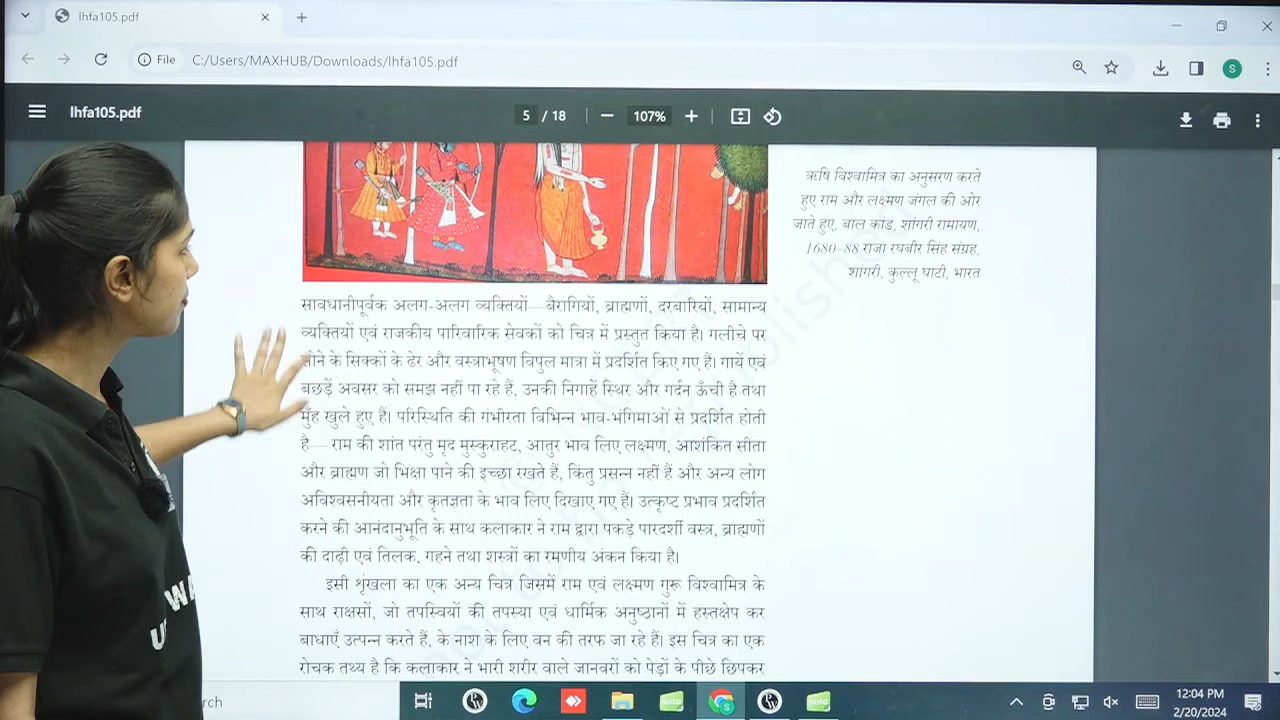 lhfa105.pdf
File
C:/Users/MAXHUB/Downloads/lhfa105.pdf
S
lhfa105.pdf
5 / 18
107%
ऋषि विश्वामित्र का अनुसरण करते
हुए राम और लक्ष्मण जंगल की ओर
जाते हुए, बाल कांड, शांगरी रामायण,
1680–88 राजा रघबीर सिंह संग्रह,
शांगरी, कुल्लू घाटी, भारत
सावधानीपूर्वक अलग-अलग व्यक्तियों—बैरागियों, ब्राह्मणों, दरबारियों, सामान्य
व्यक्तियों एवं राजकीय पारिवारिक सेवकों को चित्र में प्रस्तुत किया है। गलीचे पर
सोने के सिक्कों के ढेर और वस्त्राभूषण विपुल मात्रा में प्रदर्शित किए गए हैं। गायें एवं
बछड़ें अवसर को समझ नहीं पा रहे हैं, उनकी निगाहें स्थिर और गर्दन ऊँची है तथा
मुँह खुले हुए हैं। परिस्थिति की गंभीरता विभिन्न भाव-भंगिमाओं से प्रदर्शित होती
है— राम की शांत परंतु मृद मुस्कुराहट, आतुर भाव लिए लक्ष्मण, आशंकित सीता
और ब्राह्मण जो भिक्षा पाने की इच्छा रखते हैं, किंतु प्रसन्न नहीं हैं और अन्य लोग
अविश्वसनीयता और कृतज्ञता के भाव लिए दिखाए गए हैं। उत्कृष्ट प्रभाव प्रदर्शित
करने की आनंदानुभूति के साथ कलाकार ने राम द्वारा पकड़े पारदर्शी वस्त्र, ब्राह्मणों
की दाढ़ी एवं तिलक, गहने तथा शस्त्रों का रमणीय अंकन किया है।
इसी शृंखला का एक अन्य चित्र जिसमें राम एवं लक्ष्मण गुरू विश्वामित्र के
साथ राक्षसों, जो तपस्वियों की तपस्या एवं धार्मिक अनुष्ठानों में हस्तक्षेप कर
बाधाएँ उत्पन्न करते हैं, के नाश के लिए वन की तरफ जा रहे हैं। इस चित्र का एक
रोचक तथ्य है कि कलाकार ने भारी शरीर वाले जानवरों को पेड़ों के पीछे छिपकर
rch
Note
Note
12:04 PM
2/20/2024
WA
U